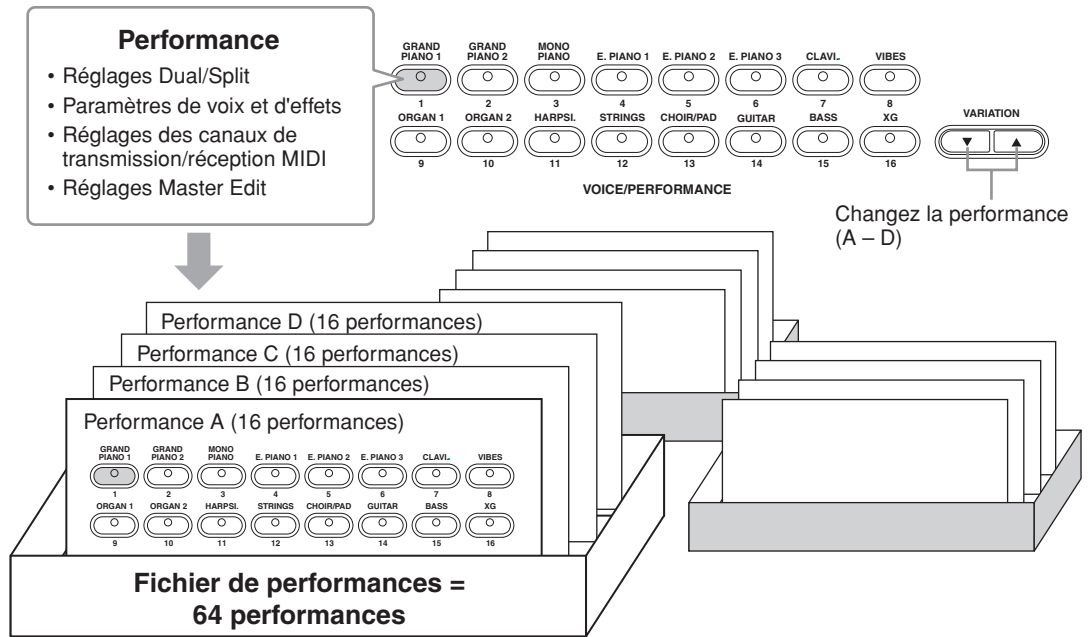 Performance
• Réglages Dual/Split
• Paramètres de voix et d'effets
• Réglages des canaux de
transmission/réception MIDI
• Réglages Master Edit
GRAND PIANO 1 GRAND PIANO 2 MONO PIANO E. PIANO 1 E. PIANO 2 E. PIANO 3 CLAVI. VIBES
1 2 3 4 5 6 7 8
ORGAN 1 ORGAN 2 HARPSI. STRINGS CHOIR/PAD GUITAR BASS XG
9 10 11 12 13 14 15 16
VOICE/PERFORMANCE
VARIATION
▼ ▲
Changez la performance
(A – D)
Performance D (16 performances)
Performance C (16 performances)
Performance B (16 performances)
Performance A (16 performances)
GRAND PIANO 1 GRAND PIANO 2 MONO PIANO E. PIANO 1 E. PIANO 2 E. PIANO 3 CLAVI. VIBES
1 2 3 4 5 6 7 8
ORGAN 1 ORGAN 2 HARPSI. STRINGS CHOIR/PAD GUITAR BASS XG
9 10 11 12 13 14 15 16
Fichier de performances =
64 performances